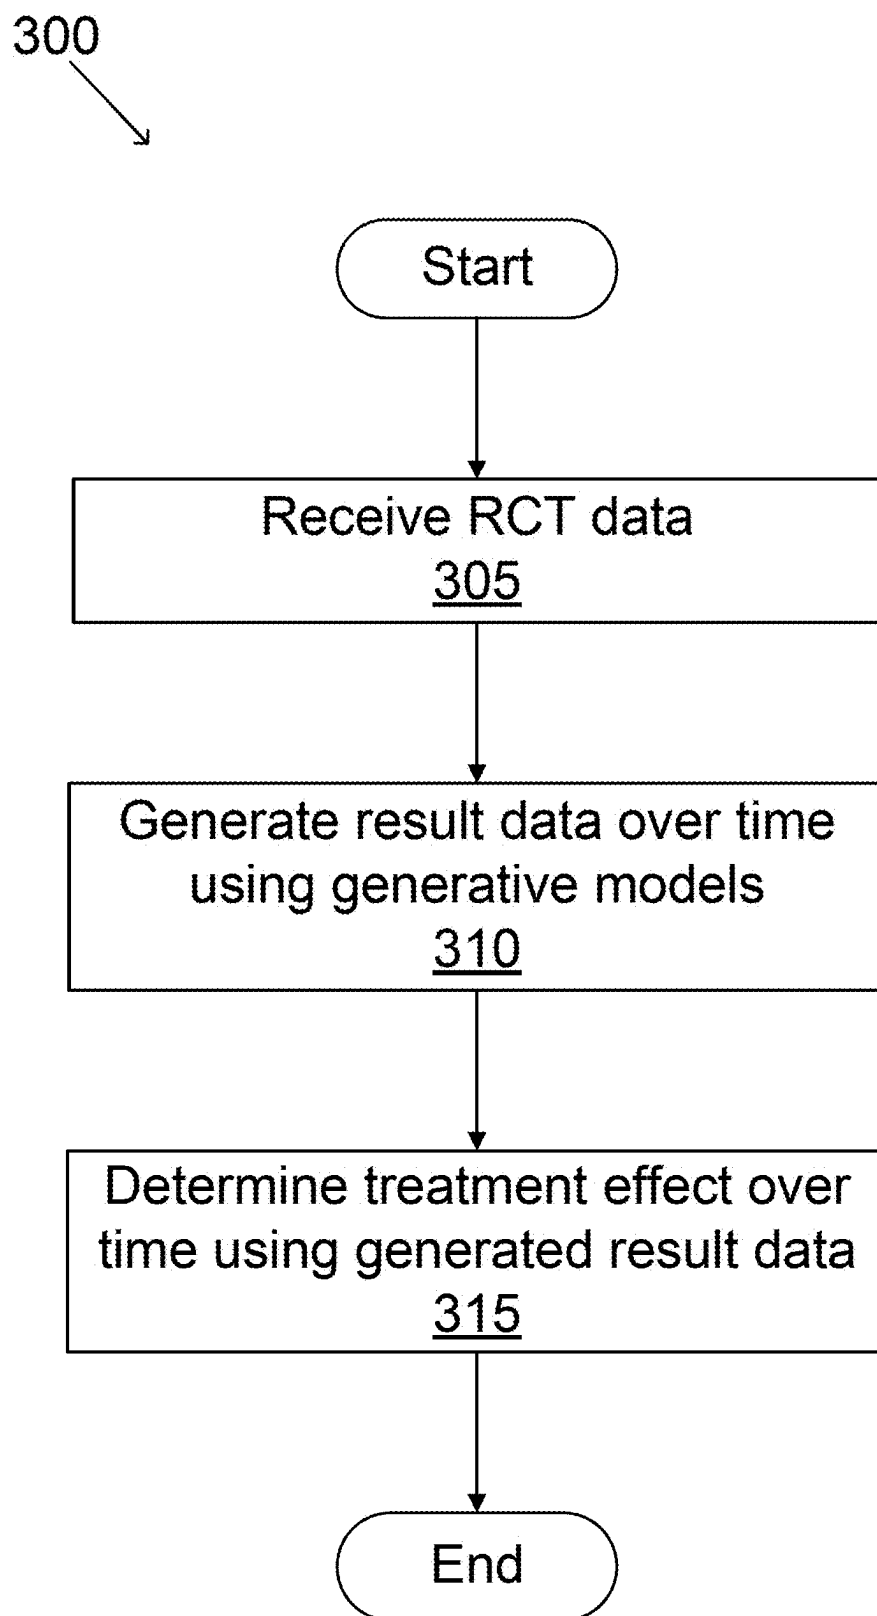 300
Start
Receive RCT data
305
Generate result data over time
using generative models
310
Determine treatment effect over
time using generated result data
315
End